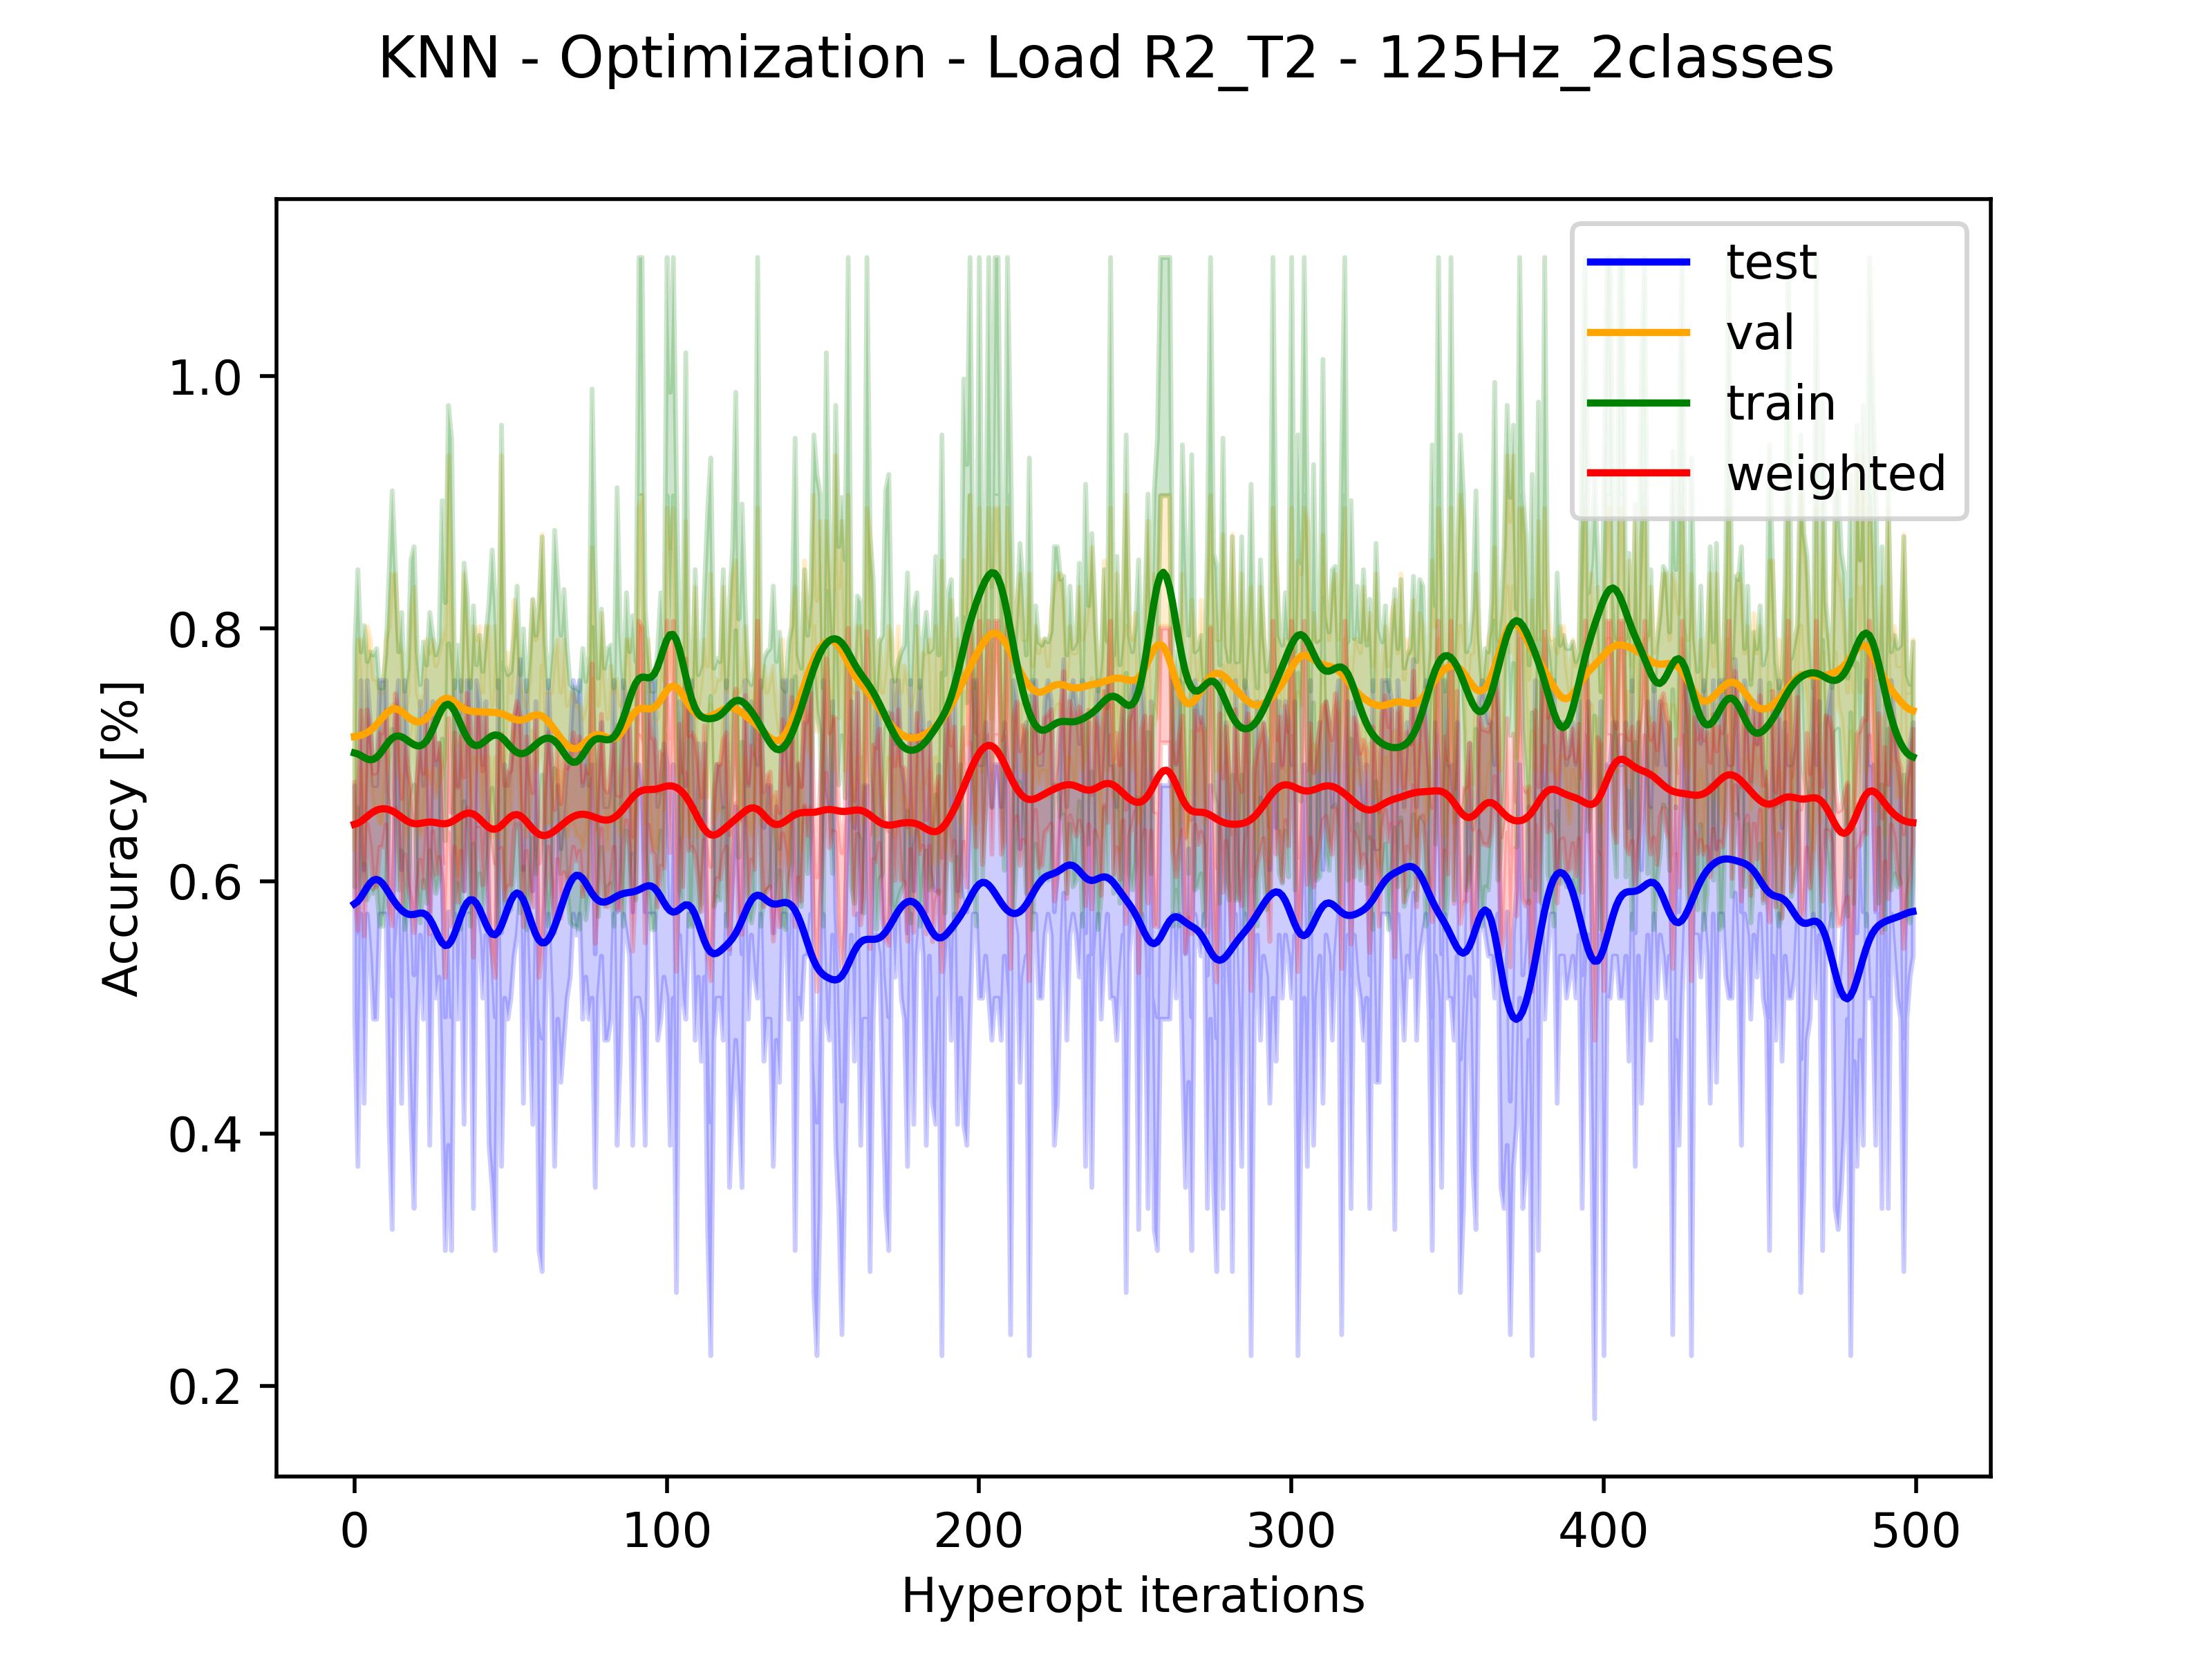 KNN - Optimization - Load R2_T2 - 125Hz_2classes
test
val
train
weighted
Accuracy [%]
1.0
0.8
0.6
0.4
0.2
0 100 200 300 400 500
Hyperopt iterations